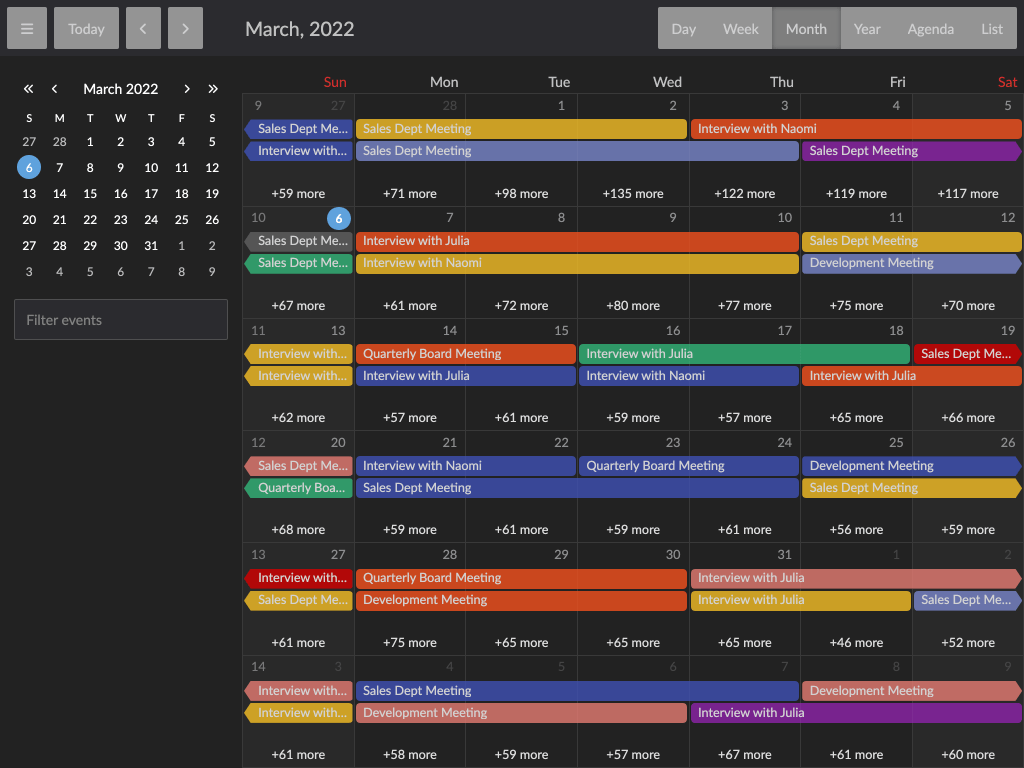 Today
March, 2022
Day Week Month Year Agenda List
« ‹ March 2022 › »
S M T W T F S
27 28 1 2 3 4 5
6 7 8 9 10 11 12
13 14 15 16 17 18 19
20 21 22 23 24 25 26
27 28 29 30 31 1 2
3 4 5 6 7 8 9
Filter events
Sun Mon Tue Wed Thu Fri Sat
9 27 28 1 2 3 4 5
Sales Dept Me... Sales Dept Meeting Interview with Naomi
Interview with... Sales Dept Meeting Sales Dept Meeting
+59 more +71 more +98 more +135 more +122 more +119 more +117 more
10 6 7 8 9 10 11 12
Sales Dept Me... Interview with Julia Sales Dept Meeting
Sales Dept Me... Interview with Naomi Development Meeting
+67 more +61 more +72 more +80 more +77 more +75 more +70 more
11 13 14 15 16 17 18 19
Interview with... Quarterly Board Meeting Interview with Julia Sales Dept Me...
Interview with... Interview with Julia Interview with Naomi Interview with Julia
+62 more +57 more +61 more +59 more +57 more +65 more +66 more
12 20 21 22 23 24 25 26
Sales Dept Me... Interview with Naomi Quarterly Board Meeting Development Meeting
Quarterly Boa... Sales Dept Meeting Sales Dept Meeting
+68 more +59 more +61 more +59 more +61 more +56 more +59 more
13 27 28 29 30 31 1 2
Interview with... Quarterly Board Meeting Interview with Julia
Sales Dept Me... Development Meeting Interview with Julia Sales Dept Me...
+61 more +75 more +65 more +65 more +65 more +46 more +52 more
14 3 4 5 6 7 8 9
Interview with... Sales Dept Meeting Development Meeting
Interview with... Development Meeting Interview with Julia
+61 more +58 more +59 more +57 more +67 more +61 more +60 more